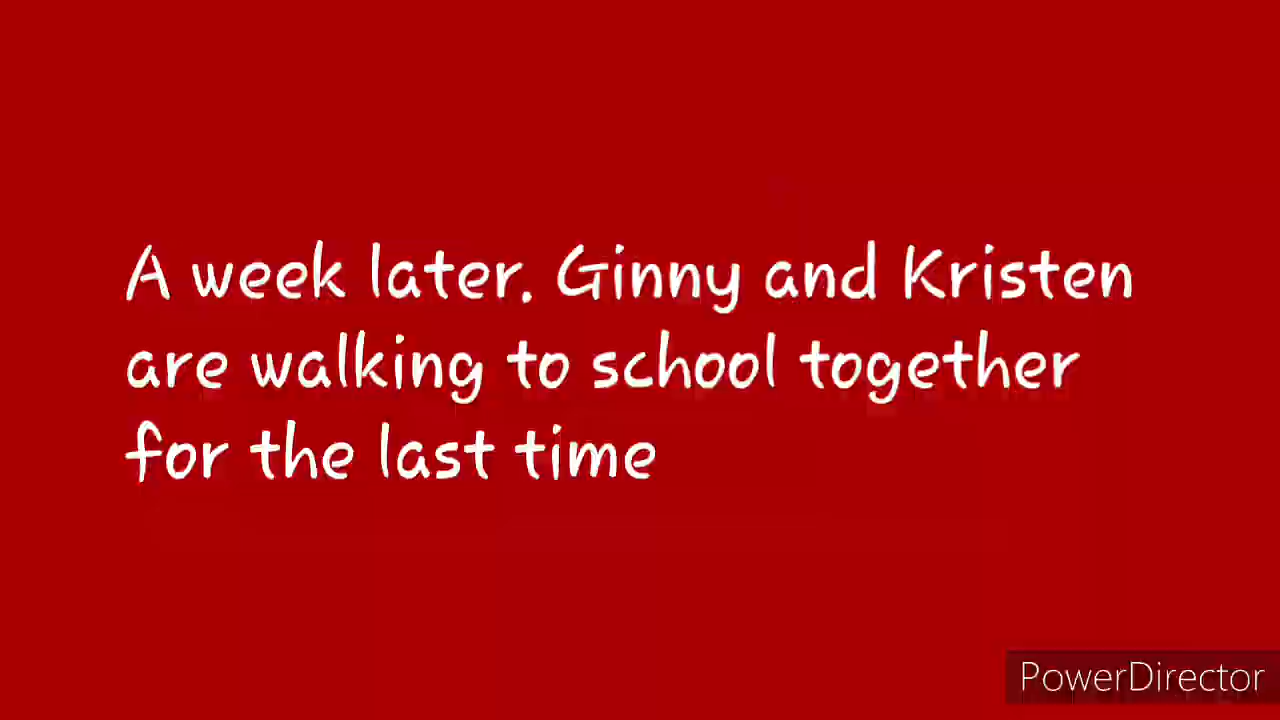 A week later. Ginny and Kristen
are walking to school together
for the last time
PowerDirector